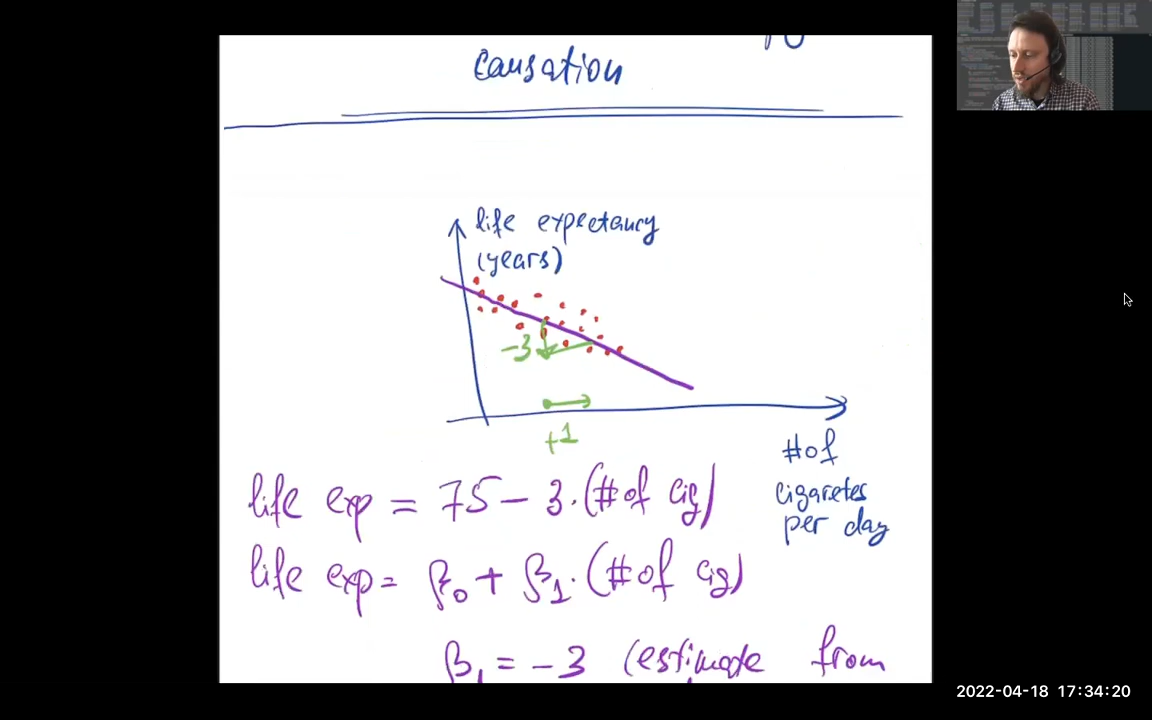 causation
life expectancy
(years)
-3
+1
# of
cigaretes
per day
life exp = 75 - 3·(# of cig)
life exp = β₀ + β₁·(# of cig)
β₁ = -3 (estimate from
2022-04-18 17:34:20